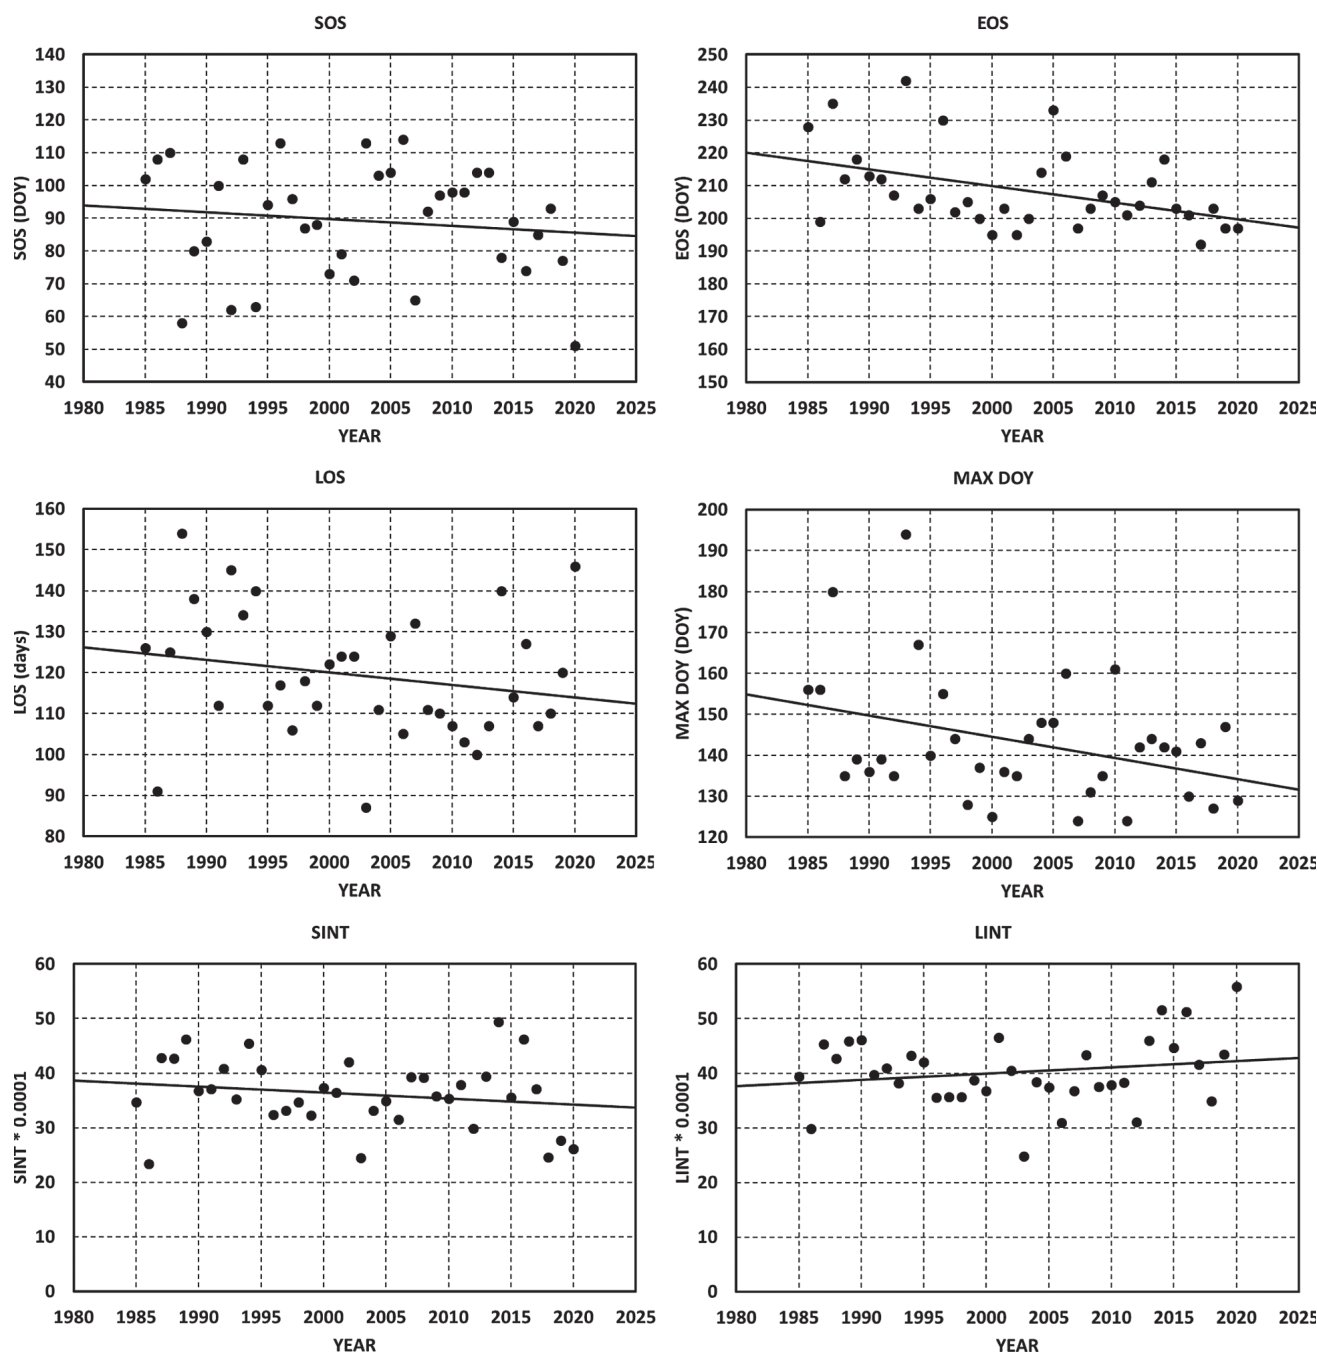 SOS
140
130
120
110
100
90
80
70
60
50
40
SOS (DOY)
1980 1985 1990 1995 2000 2005 2010 2015 2020 2025
YEAR
EOS
250
240
230
220
210
200
190
180
170
160
150
EOS (DOY)
1980 1985 1990 1995 2000 2005 2010 2015 2020 2025
YEAR
LOS
160
150
140
130
120
110
100
90
80
LOS (days)
1980 1985 1990 1995 2000 2005 2010 2015 2020 2025
YEAR
MAX DOY
200
190
180
170
160
150
140
130
120
MAX DOY (DOY)
1980 1985 1990 1995 2000 2005 2010 2015 2020 2025
YEAR
SINT
60
50
40
30
20
10
0
SINT * 0.0001
1980 1985 1990 1995 2000 2005 2010 2015 2020 2025
YEAR
LINT
60
50
40
30
20
10
0
LINT * 0.0001
1980 1985 1990 1995 2000 2005 2010 2015 2020 2025
YEAR